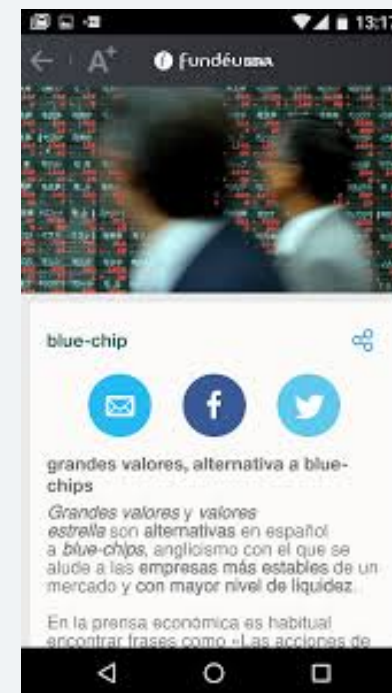 13:17
A+
fundéu BBVA
blue-chip
f
grandes valores, alternativa a blue-
chips
Grandes valores y valores
estrella son alternativas en español
a blue-chips, anglicismo con el que se
alude a las empresas más estables de un
mercado y con mayor nivel de liquidez
En la prensa económica es habitual
encontrar frases como «Las acciones de